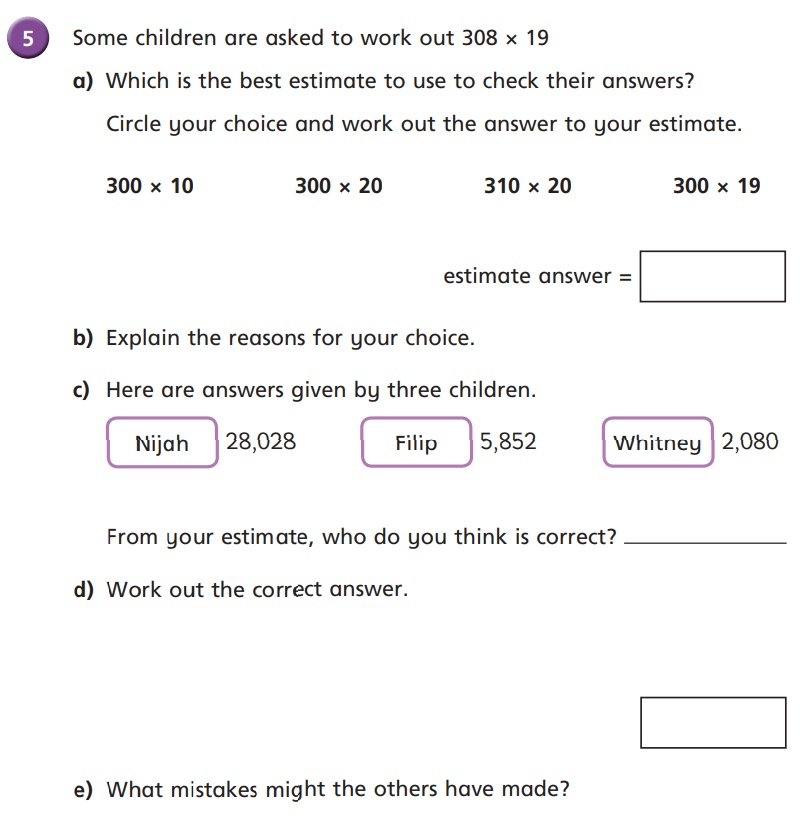 5 Some children are asked to work out 308 × 19
a) Which is the best estimate to use to check their answers?
Circle your choice and work out the answer to your estimate.
300 × 10 300 × 20 310 × 20 300 × 19
estimate answer =
b) Explain the reasons for your choice.
c) Here are answers given by three children.
Nijah 28,028 Filip 5,852 Whitney 2,080
From your estimate, who do you think is correct?
d) Work out the correct answer.
e) What mistakes might the others have made?